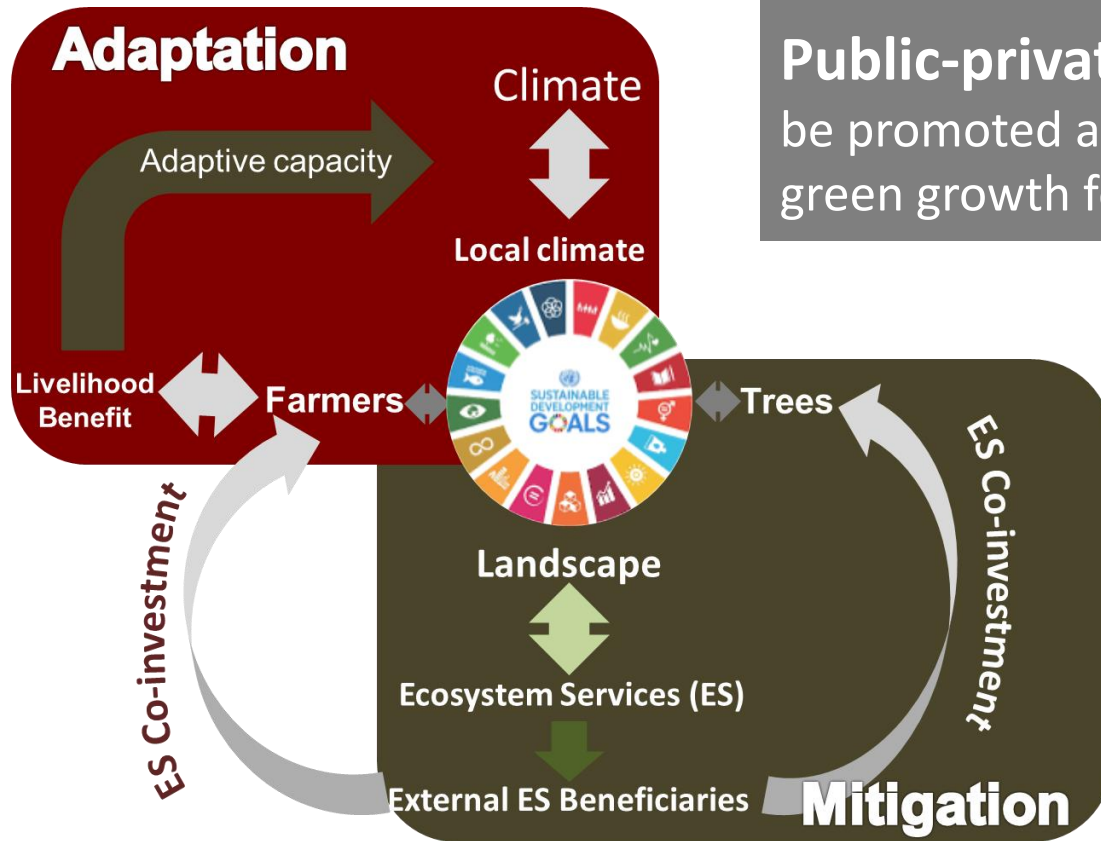 Adaptation
Climate
Adaptive capacity
Local climate
Public-privat
be promoted a
green growth f
Livelihood
Benefit
Farmers
SUSTAINABLE
DEVELOPMENT
GOALS
Trees
ES Co-investment
ES Co-investment
Landscape
Ecosystem Services (ES)
External ES Beneficiaries
Mitigation